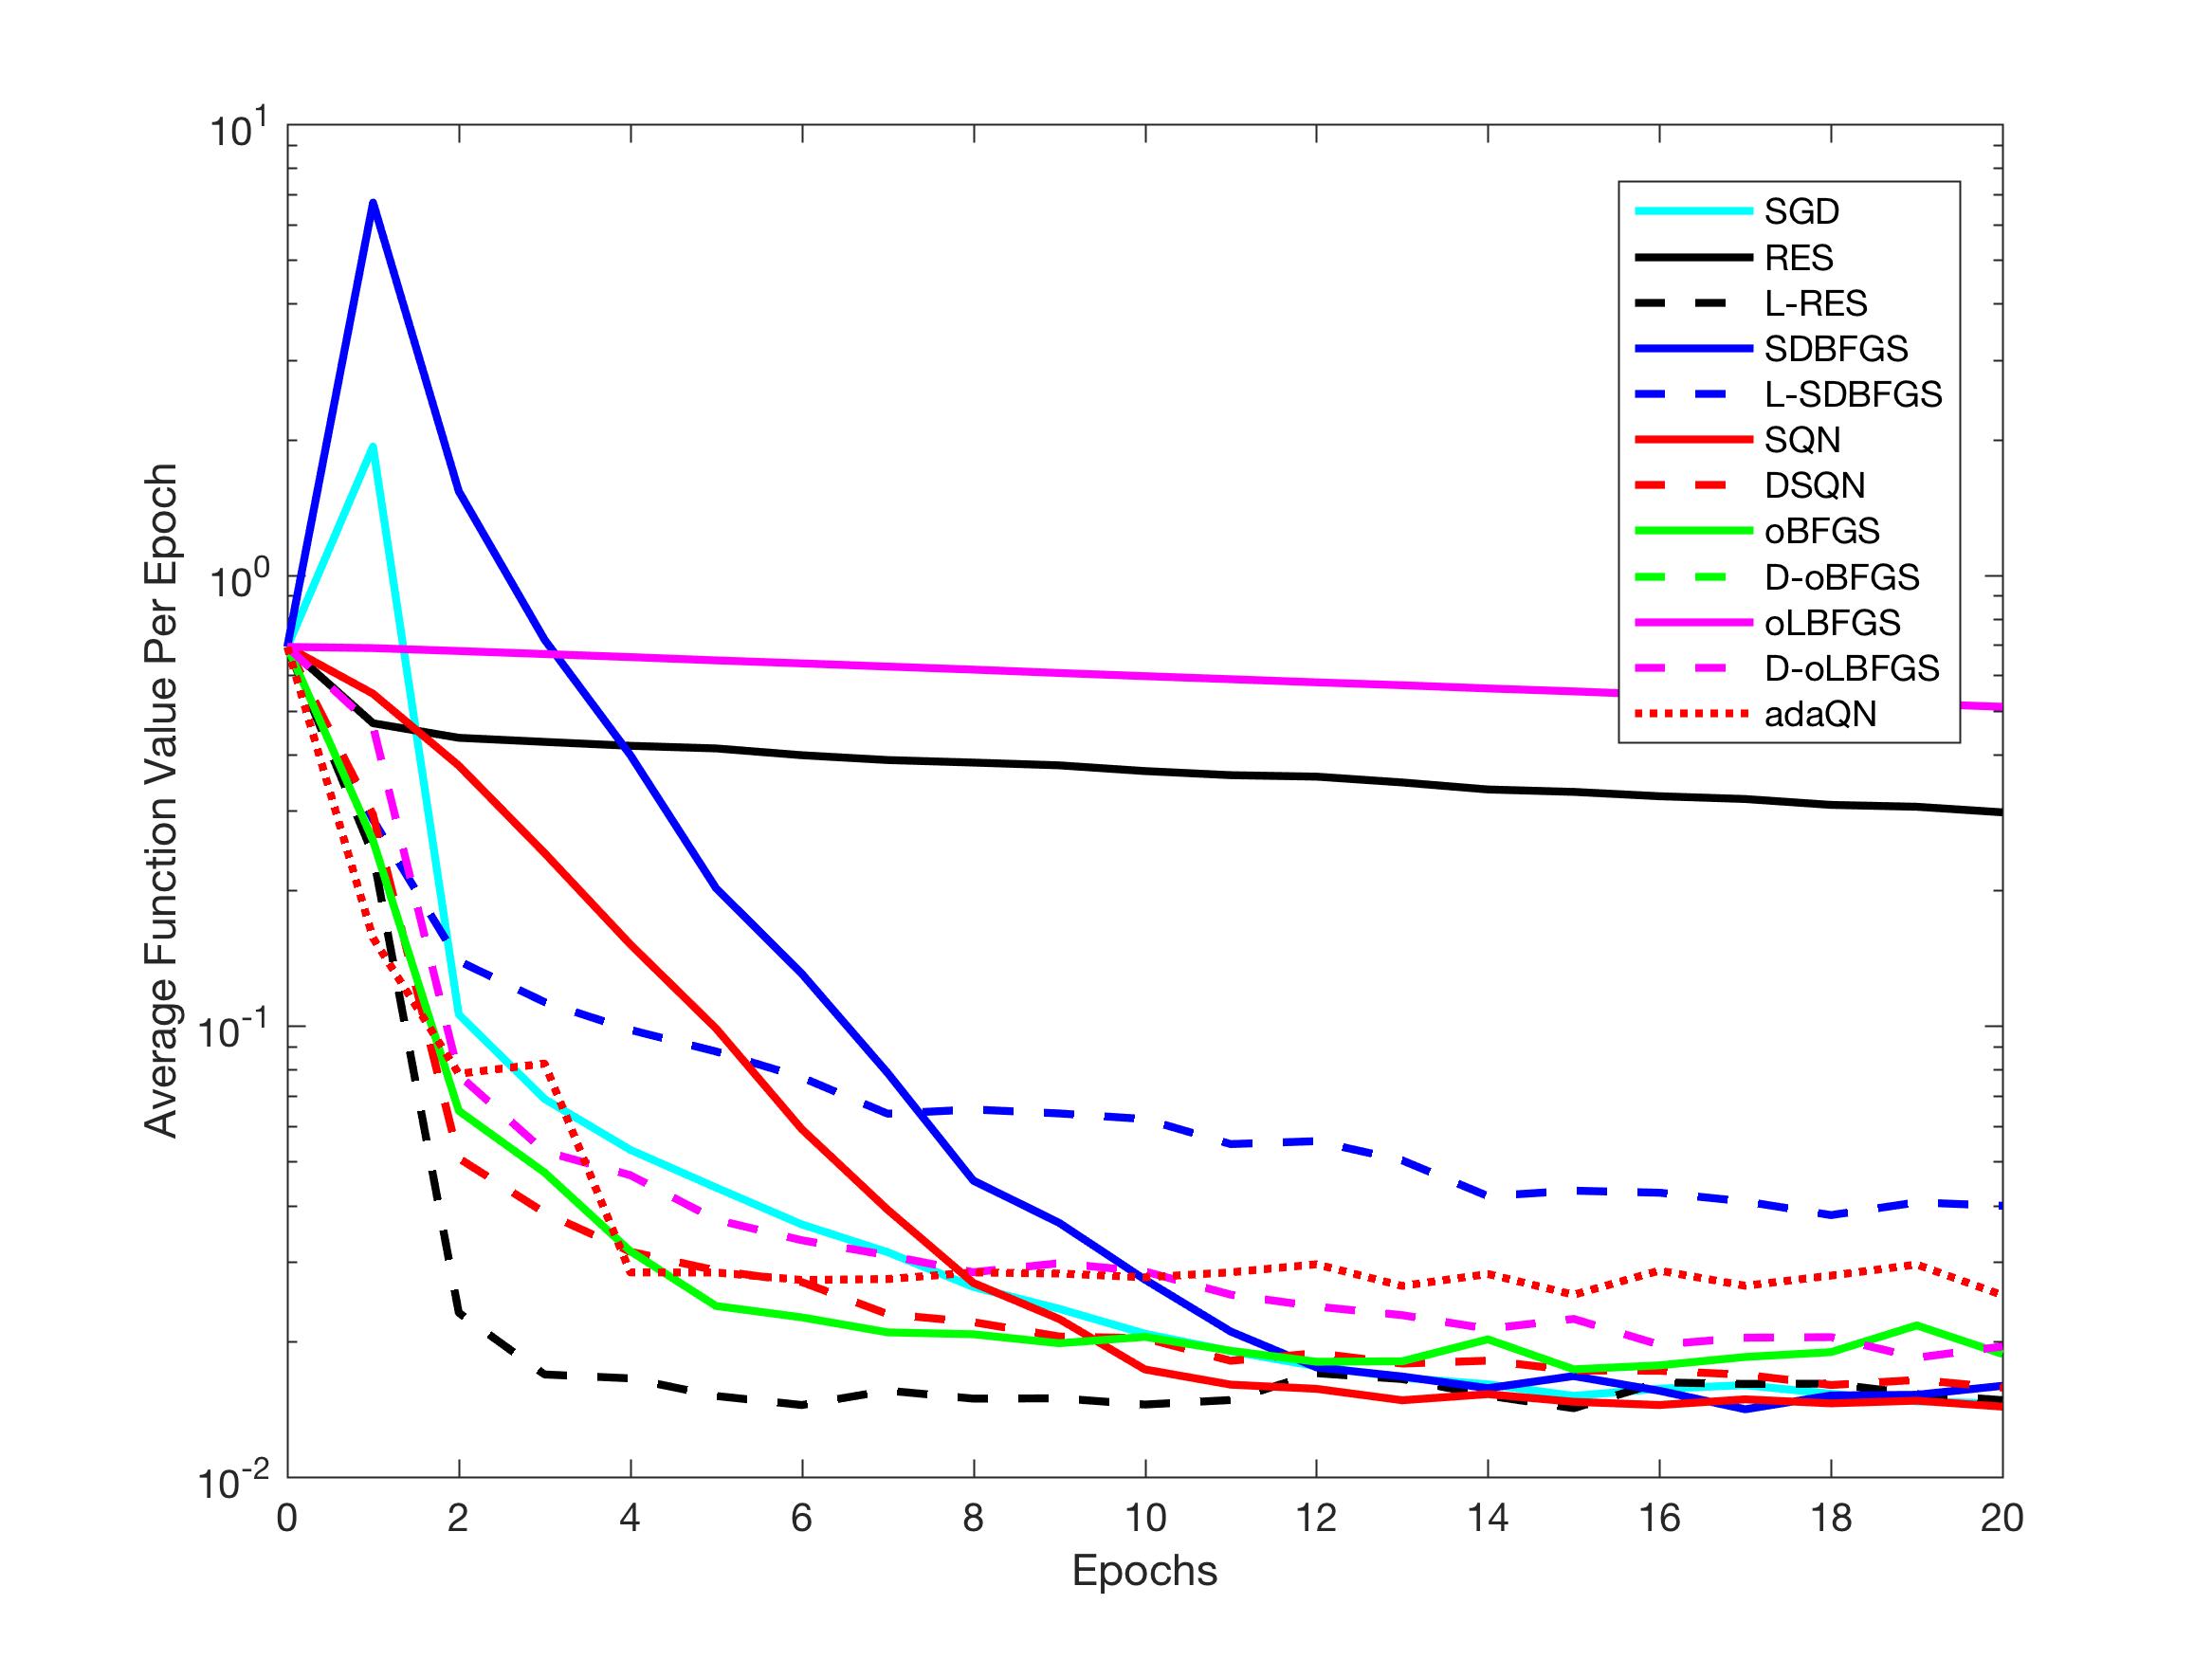 10^1
10^0
10^-1
10^-2
Average Function Value Per Epoch
SGD
RES
L-RES
SDBFGS
L-SDBFGS
SQN
DSQN
oBFGS
D-oBFGS
oLBFGS
D-oLBFGS
adaQN
0 2 4 6 8 10 12 14 16 18 20
Epochs